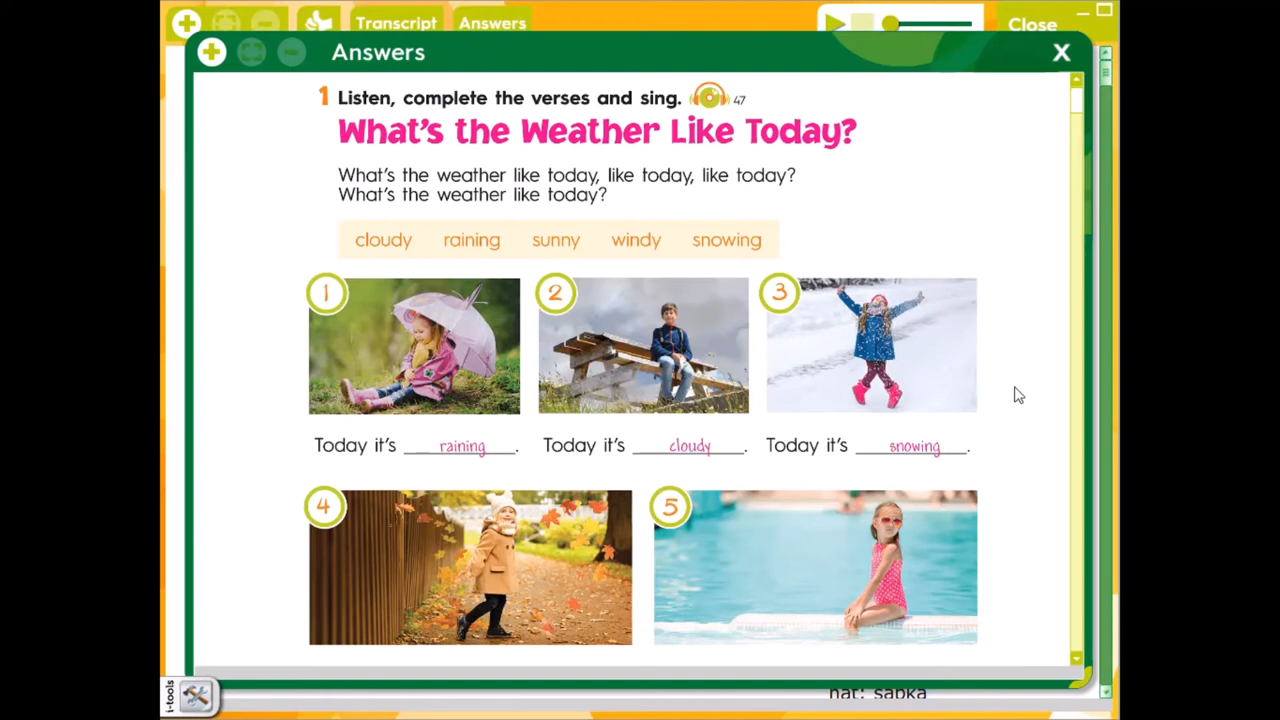 Transcript Answers
Close
Answers
X
1 Listen, complete the verses and sing. 47
What's the Weather Like Today?
What's the weather like today, like today, like today?
What's the weather like today?
cloudy raining sunny windy snowing
1 2 3
Today it's raining. Today it's cloudy. Today it's snowing.
4 5
i-tools
hat: şapka